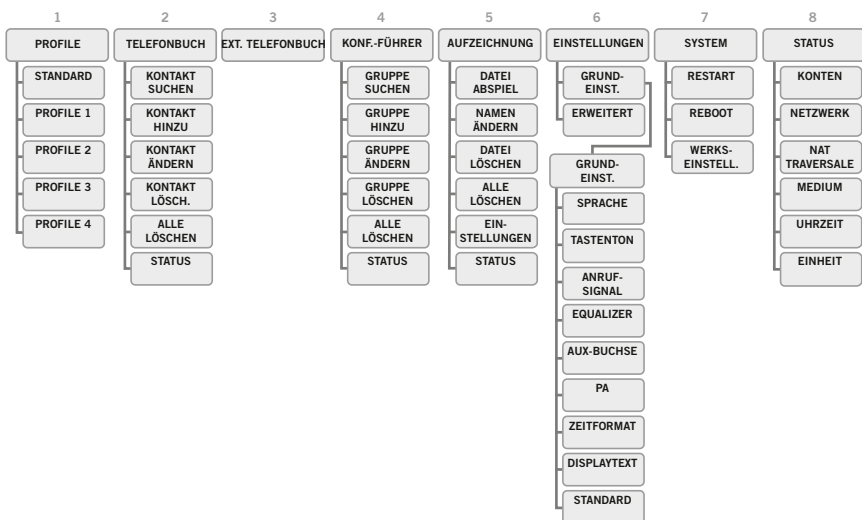 1
2
3
4
5
6
7
8
PROFILE
TELEFONBUCH
EXT. TELEFONBUCH
KONF.-FÜHRER
AUFZEICHNUNG
EINSTELLUNGEN
SYSTEM
STATUS
STANDARD
PROFILE 1
PROFILE 2
PROFILE 3
PROFILE 4
KONTAKT
SUCHEN
KONTAKT
HINZU
KONTAKT
ÄNDERN
KONTAKT
LÖSCH.
ALLE
LÖSCHEN
STATUS
GRUPPE
SUCHEN
GRUPPE
HINZU
GRUPPE
ÄNDERN
GRUPPE
LÖSCHEN
ALLE
LÖSCHEN
STATUS
DATEI
ABSPIEL
NAMEN
ÄNDERN
DATEI
LÖSCHEN
ALLE
LÖSCHEN
EIN-
STELLUNGEN
STATUS
GRUND-
EINST.
ERWEITERT
GRUND-
EINST.
SPRACHE
TASTENTON
ANRUF-
SIGNAL
EQUALIZER
AUX-BUCHSE
PA
ZEITFORMAT
DISPLAYTEXT
STANDARD
RESTART
REBOOT
WERKS-
EINSTELL.
KONTEN
NETZWERK
NAT
TRAVERSALE
MEDIUM
UHRZEIT
EINHEIT